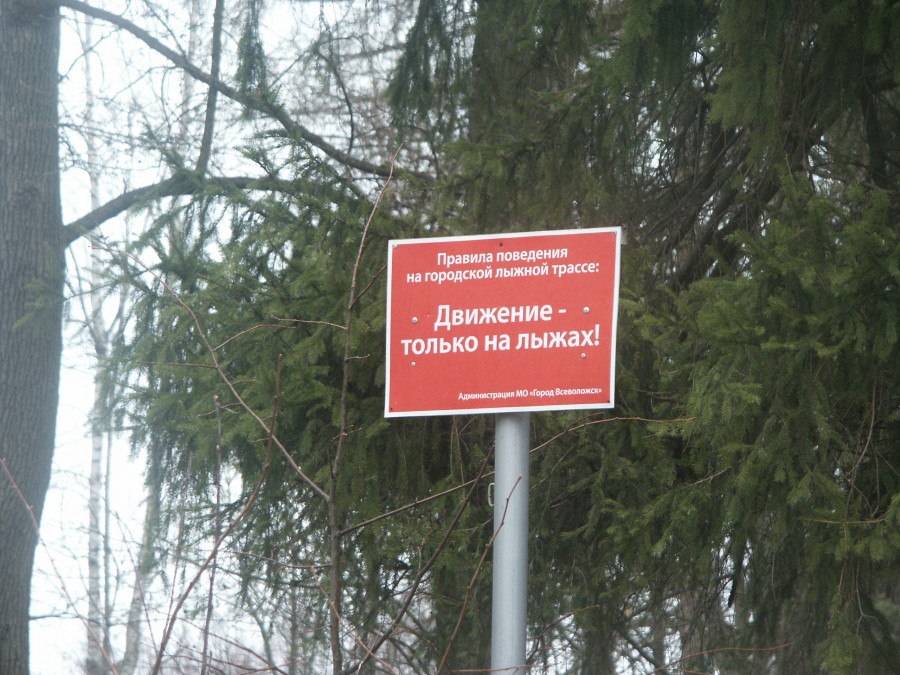 Правила поведения
на городской лыжной трассе:
Движение -
только на лыжах!
Администрация МО «Город Всеволожск»